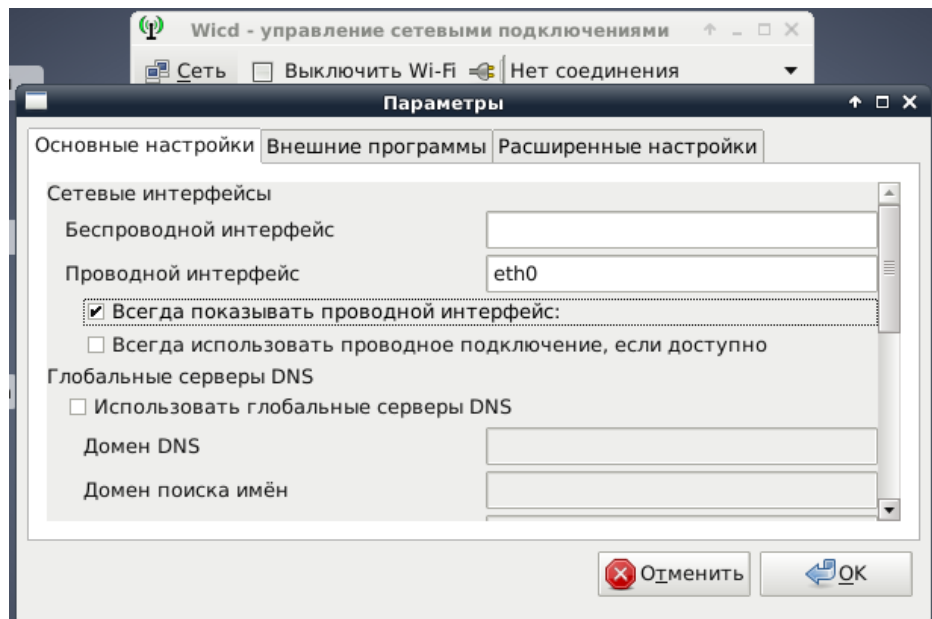 Wicd - управление сетевыми подключениями
Сеть Выключить Wi-Fi Нет соединения
Параметры
Основные настройки Внешние программы Расширенные настройки
Сетевые интерфейсы
Беспроводной интерфейс
Проводной интерфейс eth0
Всегда показывать проводной интерфейс:
Всегда использовать проводное подключение, если доступно
Глобальные серверы DNS
Использовать глобальные серверы DNS
Домен DNS
Домен поиска имён
Отменить OK